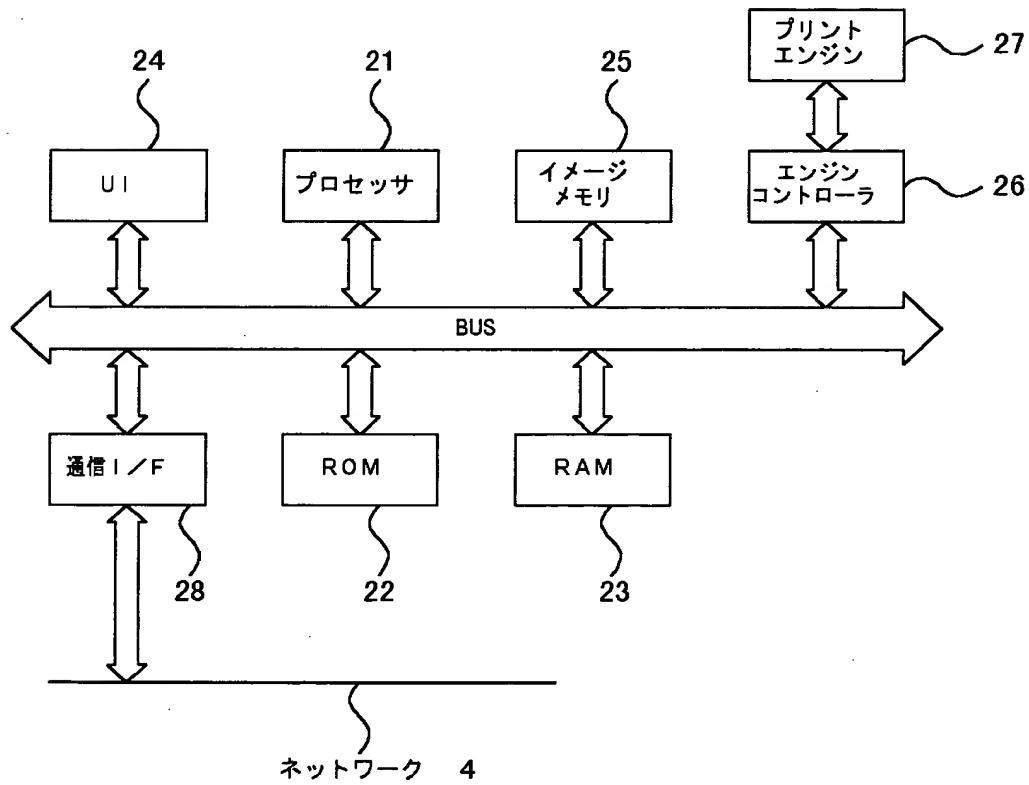 プリント
エンジン
27
24
21
25
UI
プロセッサ
イメージ
メモリ
エンジン
コントローラ
26
BUS
通信I／F
ROM
RAM
28
22
23
ネットワーク 4